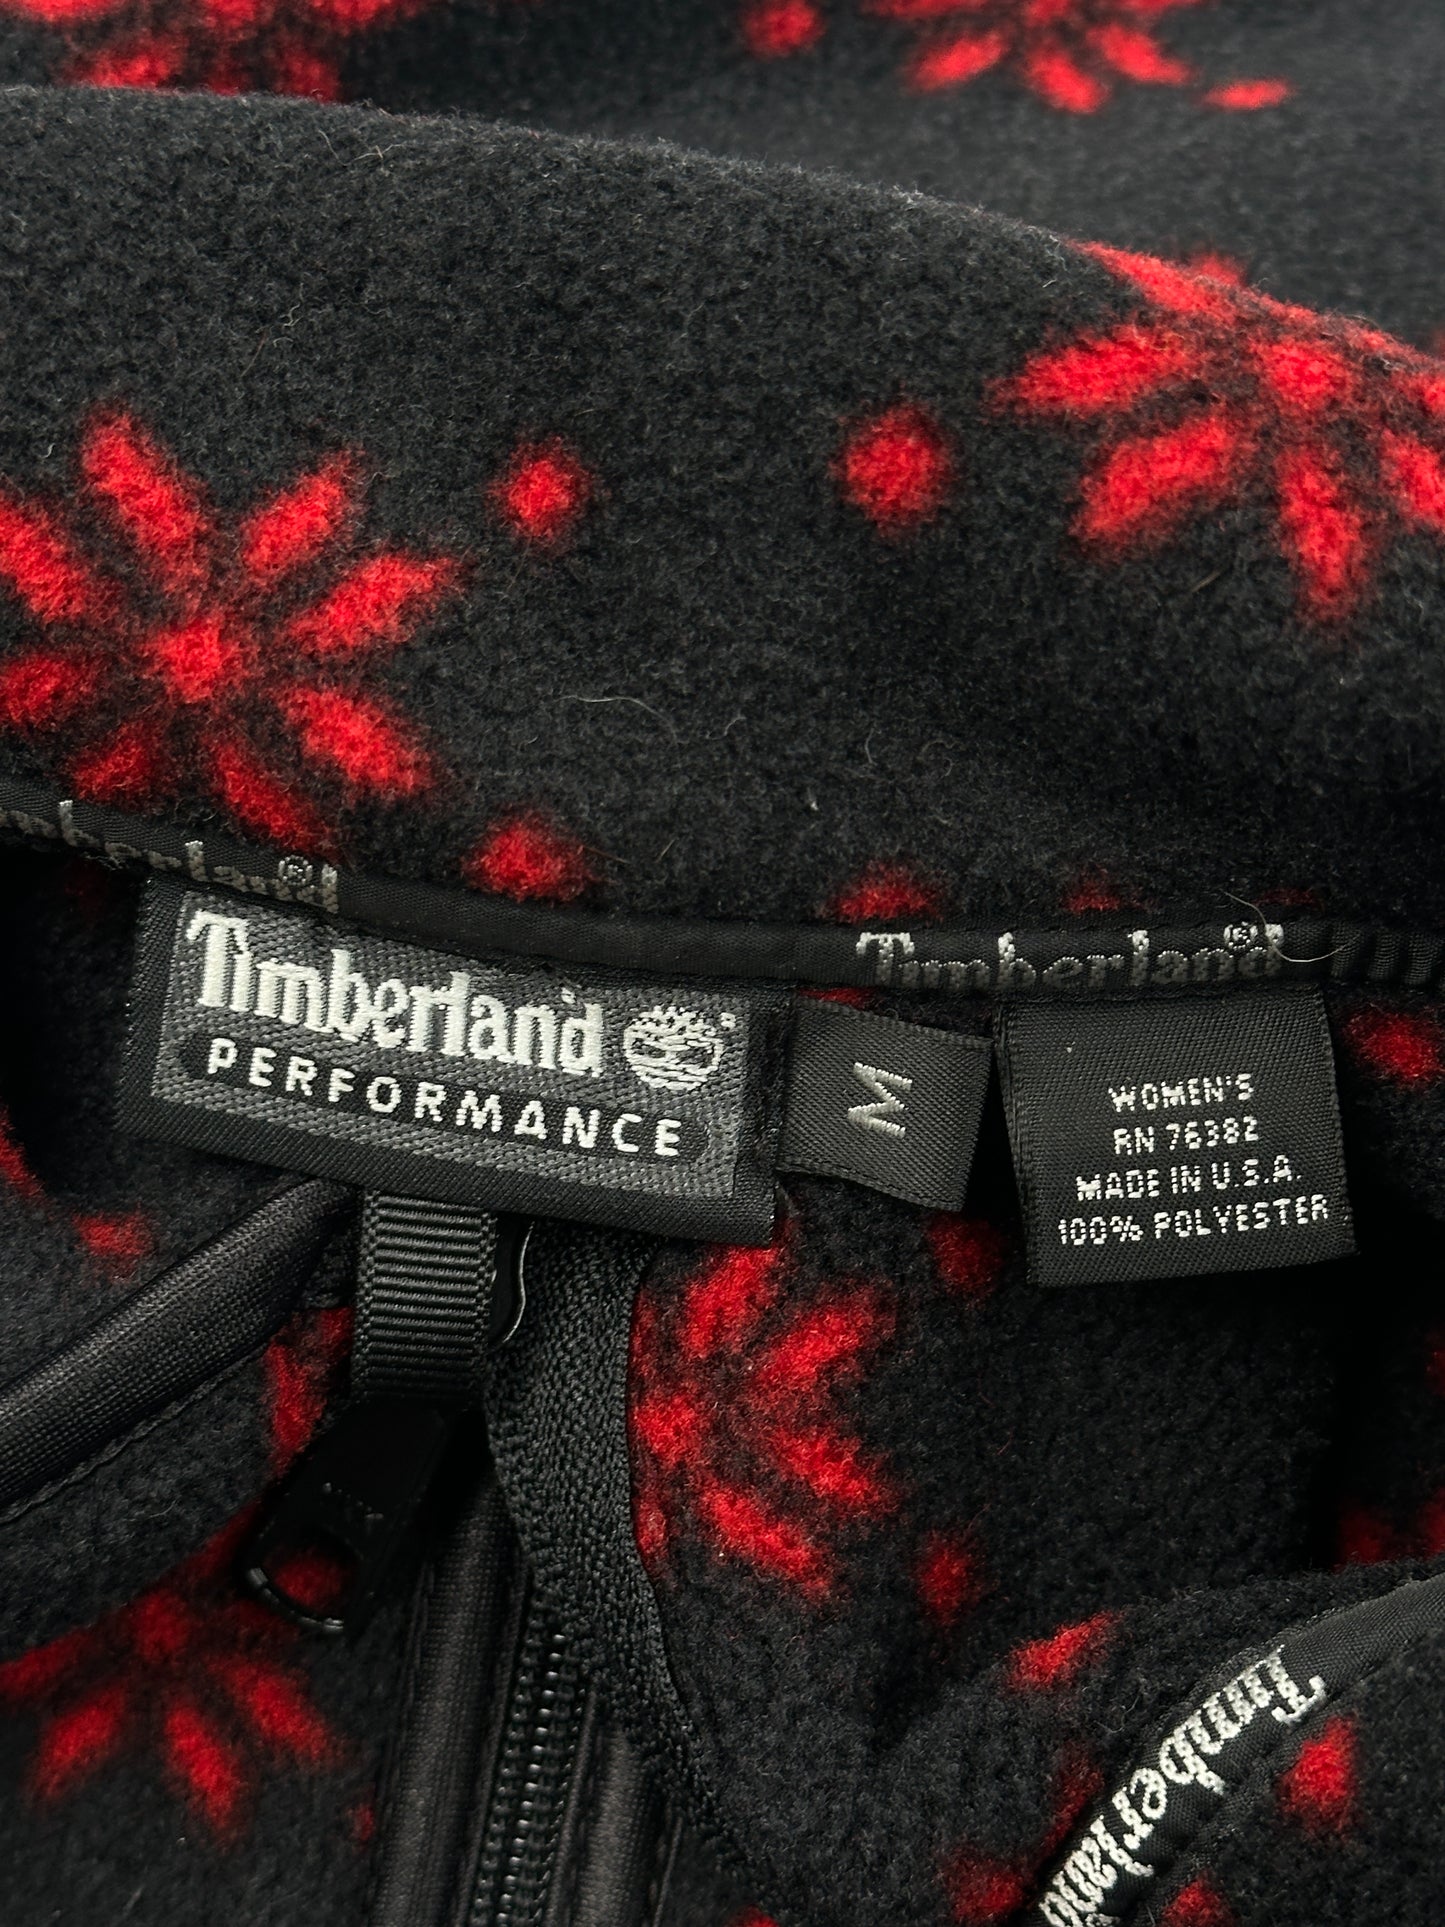 Timberland®
Timberland®
Timberland
PERFORMANCE
M
WOMEN'S
RN 76382
MADE IN U.S.A.
100% POLYESTER
Timberland